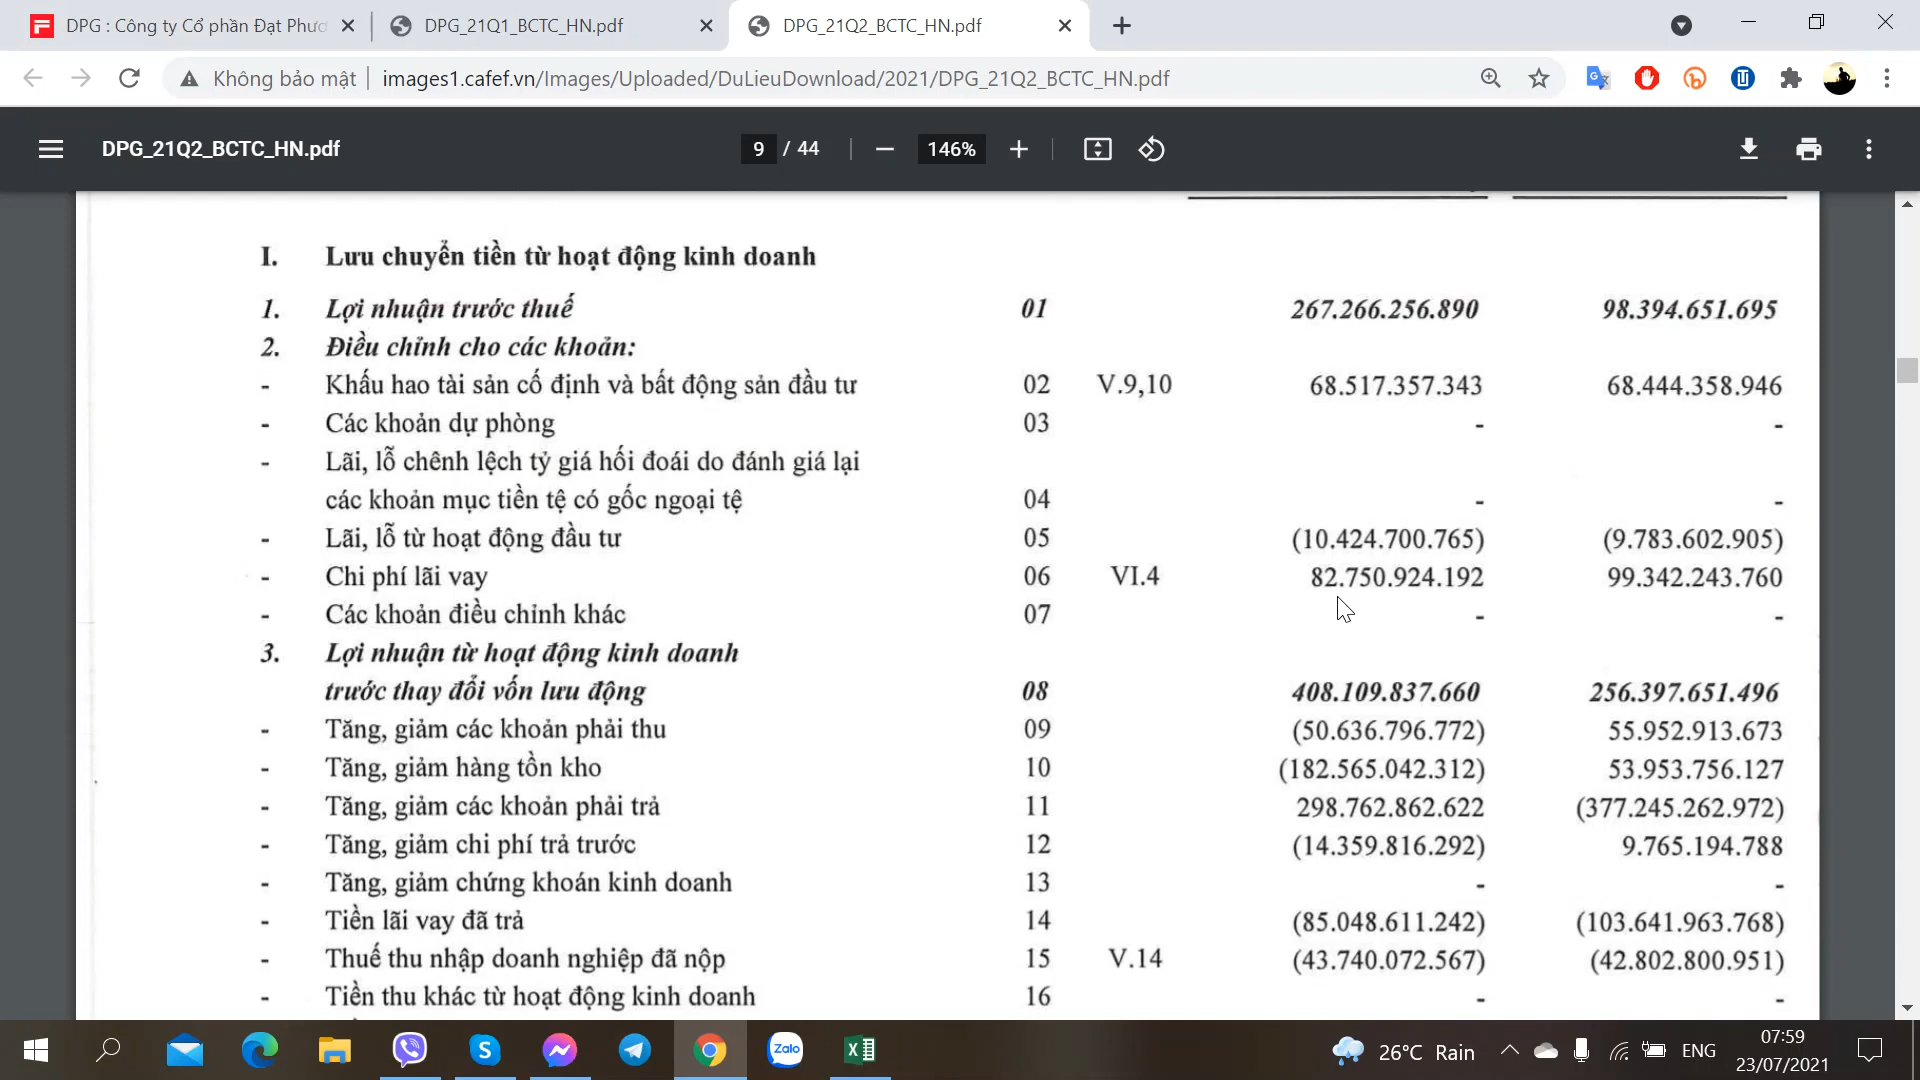 DPG : Công ty Cổ phần Đạt Phươ
DPG_21Q1_BCTC_HN.pdf
DPG_21Q2_BCTC_HN.pdf
Không bảo mật
images1.cafef.vn/Images/Uploaded/DuLieuDownload/2021/DPG_21Q2_BCTC_HN.pdf
DPG_21Q2_BCTC_HN.pdf
9 / 44
146%
I. Lưu chuyển tiền từ hoạt động kinh doanh
1. Lợi nhuận trước thuế 01 267.266.256.890 98.394.651.695
2. Điều chỉnh cho các khoản:
- Khấu hao tài sản cố định và bất động sản đầu tư 02 V.9,10 68.517.357.343 68.444.358.946
- Các khoản dự phòng 03 - -
- Lãi, lỗ chênh lệch tỷ giá hối đoái do đánh giá lại
các khoản mục tiền tệ có gốc ngoại tệ 04 - -
- Lãi, lỗ từ hoạt động đầu tư 05 (10.424.700.765) (9.783.602.905)
- Chi phí lãi vay 06 VI.4 82.750.924.192 99.342.243.760
- Các khoản điều chỉnh khác 07 - -
3. Lợi nhuận từ hoạt động kinh doanh
trước thay đổi vốn lưu động 08 408.109.837.660 256.397.651.496
- Tăng, giảm các khoản phải thu 09 (50.636.796.772) 55.952.913.673
- Tăng, giảm hàng tồn kho 10 (182.565.042.312) 53.953.756.127
- Tăng, giảm các khoản phải trả 11 298.762.862.622 (377.245.262.972)
- Tăng, giảm chi phí trả trước 12 (14.359.816.292) 9.765.194.788
- Tăng, giảm chứng khoán kinh doanh 13 - -
- Tiền lãi vay đã trả 14 (85.048.611.242) (103.641.963.768)
- Thuế thu nhập doanh nghiệp đã nộp 15 V.14 (43.740.072.567) (42.802.800.951)
- Tiền thu khác từ hoạt động kinh doanh 16 - -
Zalo
26°C Rain
ENG
07:59
23/07/2021